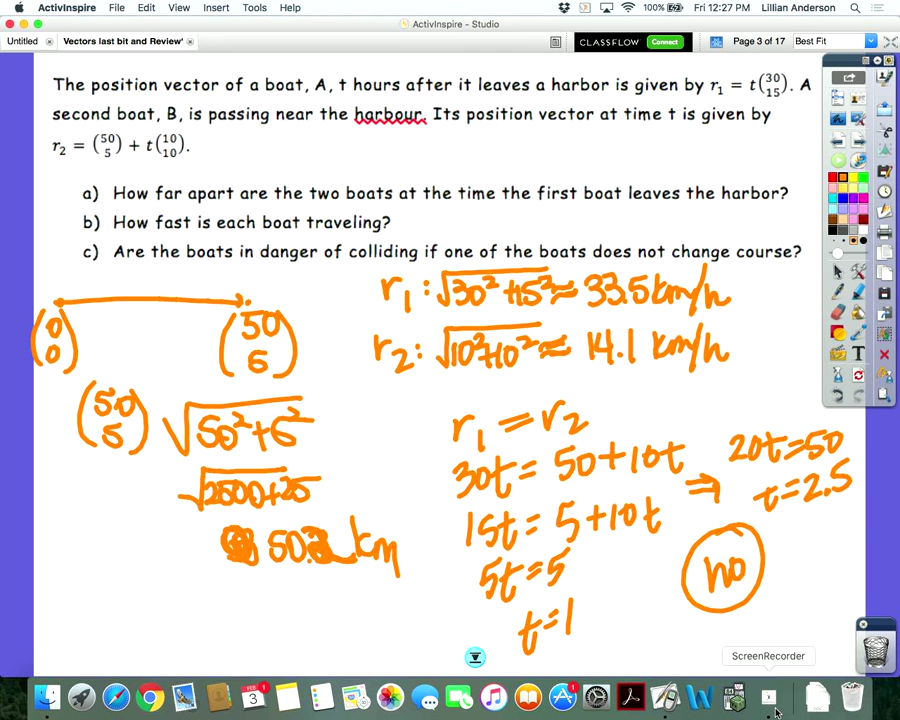 ActivInspire File Edit View Insert Tools Help 100% Fri 12:27 PM Lillian Anderson
ActivInspire - Studio
Untitled Vectors last bit and Review* CLASSFLOW Connect Page 3 of 17 Best Fit
The position vector of a boat, A, t hours after it leaves a harbor is given by r₁ = t(30 15). A
second boat, B, is passing near the harbour. Its position vector at time t is given by
r₂ = (50 5) + t(10 10).
a) How far apart are the two boats at the time the first boat leaves the harbor?
b) How fast is each boat traveling?
c) Are the boats in danger of colliding if one of the boats does not change course?
r₁: √30²+15² ≈ 33.5 km/h
(0 0) (50 5)
r₂: √10²+10² ≈ 14.1 km/h
(50 5) √50²+5²
√2500+25
50.2 km
r₁ = r₂
30t = 50+10t ⇒ 20t=50
t=2.5
15t = 5+10t
5t=5
t=1
no
ScreenRecorder
FEB 3
1